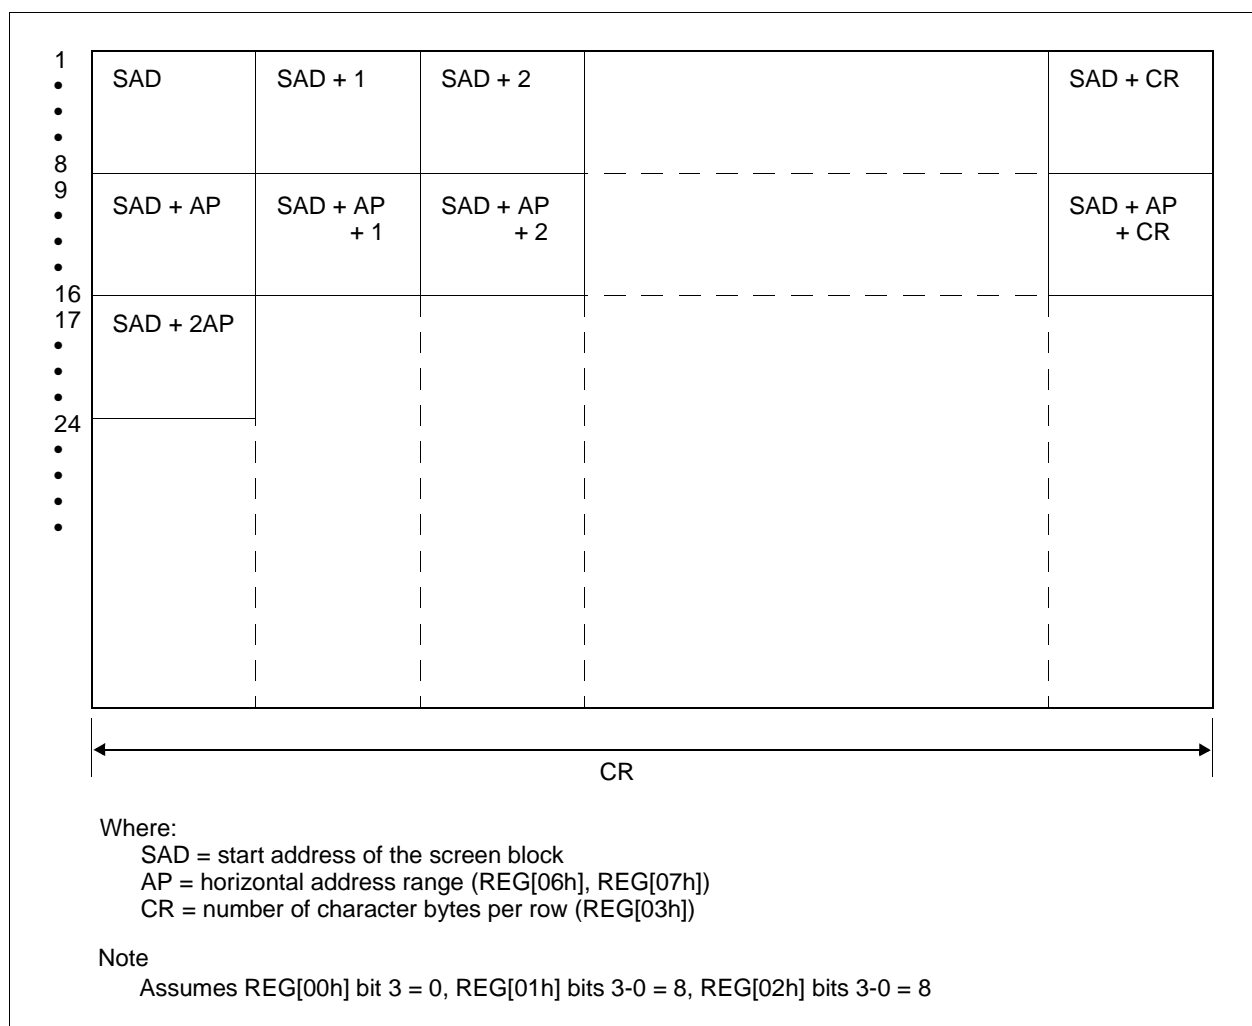 1
•
•
•
8
SAD
SAD + 1
SAD + 2
SAD + CR
9
•
•
•
16
SAD + AP
SAD + AP
+ 1
SAD + AP
+ 2
SAD + AP
+ CR
17
•
•
•
24
SAD + 2AP
•
•
•
•
CR
Where:
SAD = start address of the screen block
AP = horizontal address range (REG[06h], REG[07h])
CR = number of character bytes per row (REG[03h])
Note
Assumes REG[00h] bit 3 = 0, REG[01h] bits 3-0 = 8, REG[02h] bits 3-0 = 8